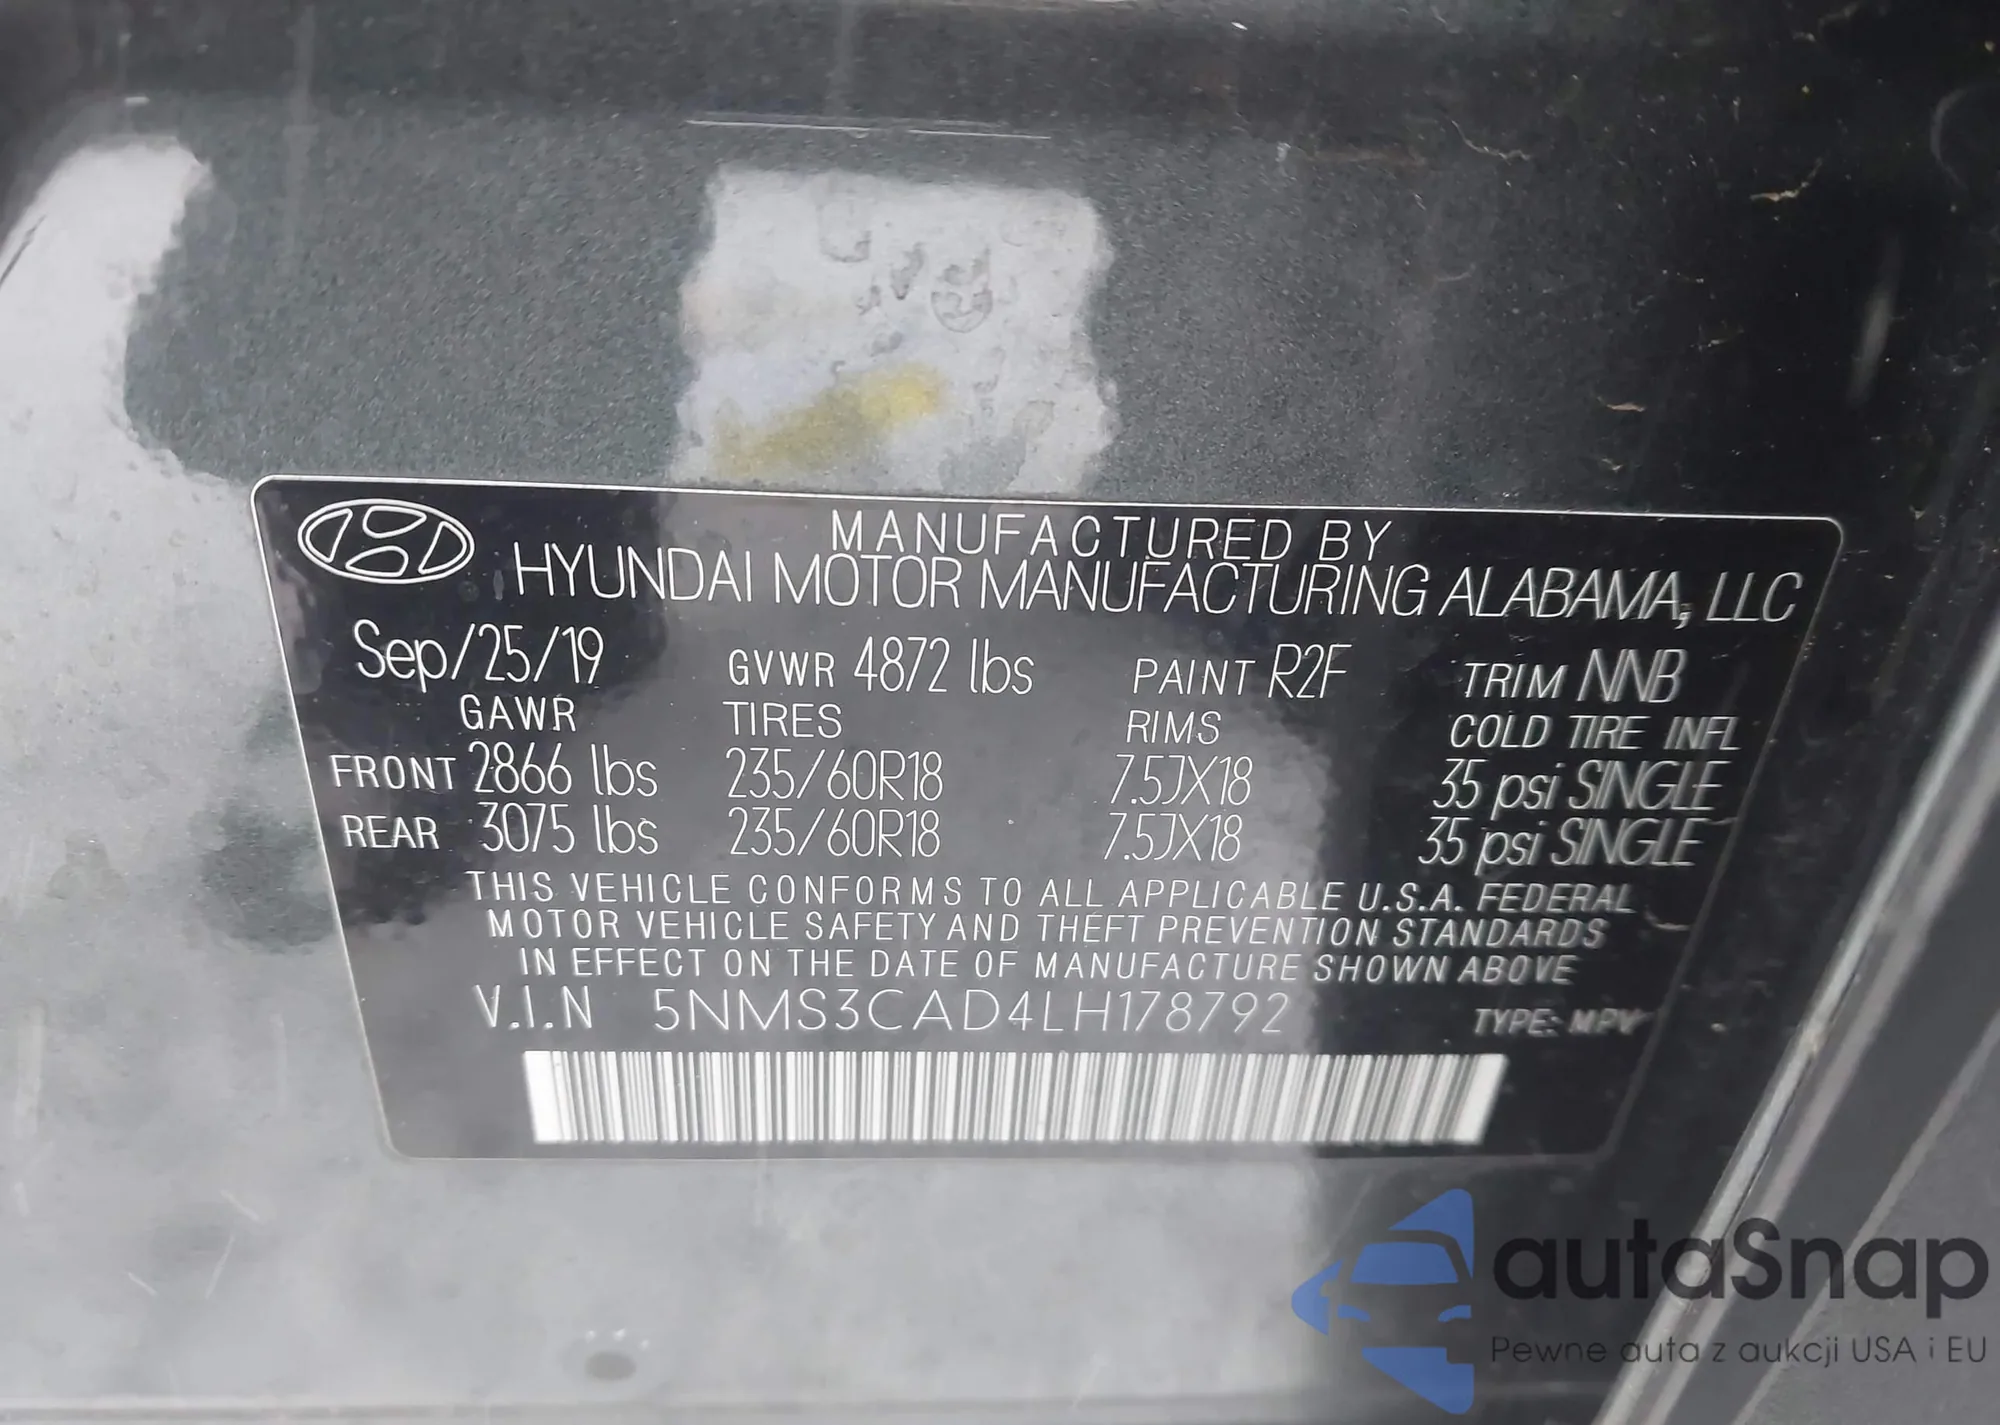 MANUFACTURED BY
HYUNDAI MOTOR MANUFACTURING ALABAMA, LLC
Sep/25/19 GVWR 4872 lbs PAINT R2F TRIM NNB
GAWR TIRES RIMS COLD TIRE INFL
FRONT 2866 lbs 235/60R18 7.5JX18 35 psi SINGLE
REAR 3075 lbs 235/60R18 7.5JX18 35 psi SINGLE
THIS VEHICLE CONFORMS TO ALL APPLICABLE U.S.A. FEDERAL
MOTOR VEHICLE SAFETY AND THEFT PREVENTION STANDARDS
IN EFFECT ON THE DATE OF MANUFACTURE SHOWN ABOVE
V.I.N 5NMS3CAD4LH178792 TYPE: MPV
autaSnap
Pewne auta z aukcji USA i EU